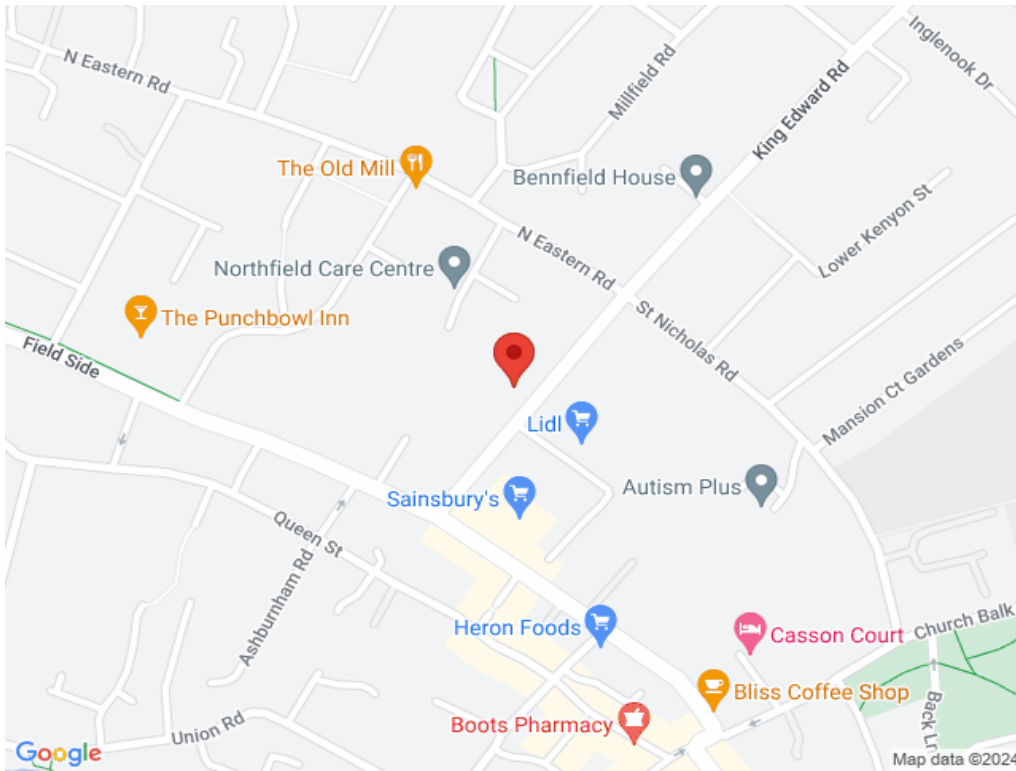 Inglenook Dr
N Eastern Rd
Millfield Rd
King Edward Rd
The Old Mill
Bennfield House
Lower Kenyon St
N Eastern Rd
Northfield Care Centre
The Punchbowl Inn
St Nicholas Rd
Field Side
Mansion Ct Gardens
Lidl
Autism Plus
Sainsbury's
Queen St
Ashburnham Rd
Church Balk
Heron Foods
Casson Court
Bliss Coffee Shop
Back Ln
Union Rd
Boots Pharmacy
Google
Map data ©2024